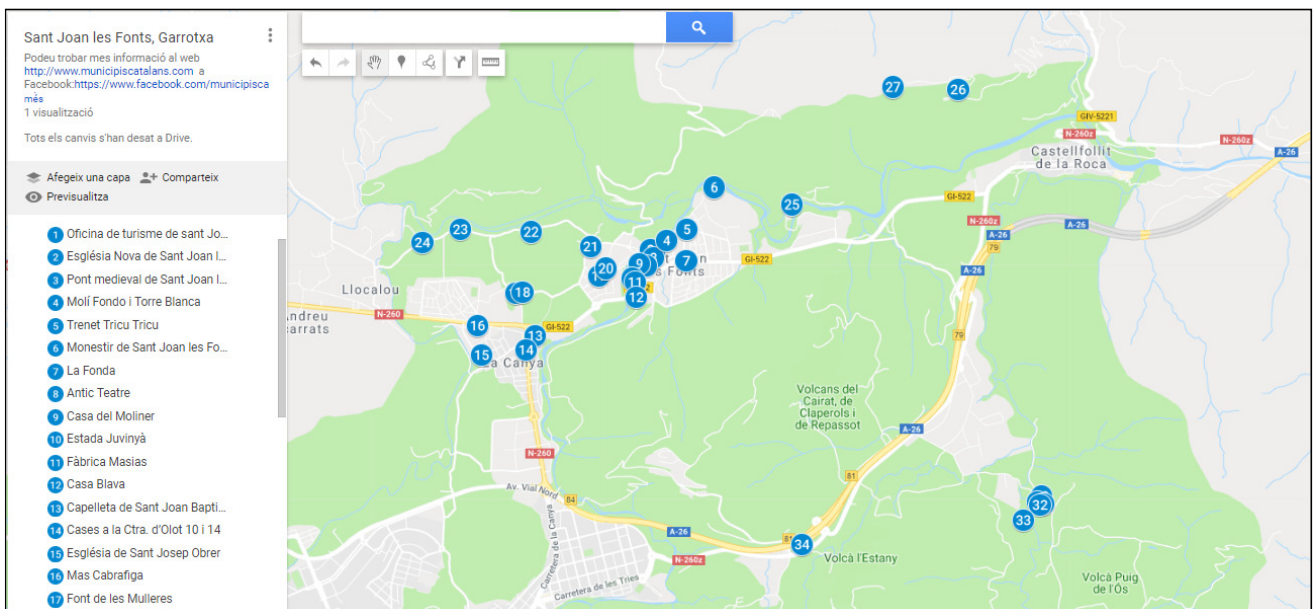 Sant Joan les Fonts, Garrotxa
Podeu trobar mes informació al web
http://www.municipiscatalans.com a
Facebook:https://www.facebook.com/municipisca
més
1 visualització
Tots els canvis s'han desat a Drive.
Afegeix una capa Comparteix
Previsualitza
1 Oficina de turisme de sant Jo...
2 Església Nova de Sant Joan l...
3 Pont medieval de Sant Joan l...
4 Molí Fondo i Torre Blanca
5 Trenet Tricu Tricu
6 Monestir de Sant Joan les Fo...
7 La Fonda
8 Antic Teatre
9 Casa del Moliner
10 Estada Juvinyà
11 Fàbrica Masias
12 Casa Blava
13 Capelleta de Sant Joan Bapti...
14 Cases a la Ctra. d'Olot 10 i 14
15 Església de Sant Josep Obrer
16 Mas Cabrafiga
17 Font de les Mulleres
27
26
GIV-5221
N-260z
N-260z
Castellfollit
de la Roca
A-26
6
25
GI-522
N-260z
A-26
A-26
79
5
4
23
22
24
21
20
9
7
GI-522
es Fonts
11
12
18
A-26
Llocalou
N-260
ndreu
carrats
16
GI-522
13
14
15
La Canya
79
Volcans del
Cairat, de
Claperols i
de Repassot
A-26
N-260
81
Av. Vial Nord
84
Carretera de la Canya
A-26
N-260z
34
32
33
Volcà l'Estany
Carretera de les Tries
Volcà Puig
de l'Ós